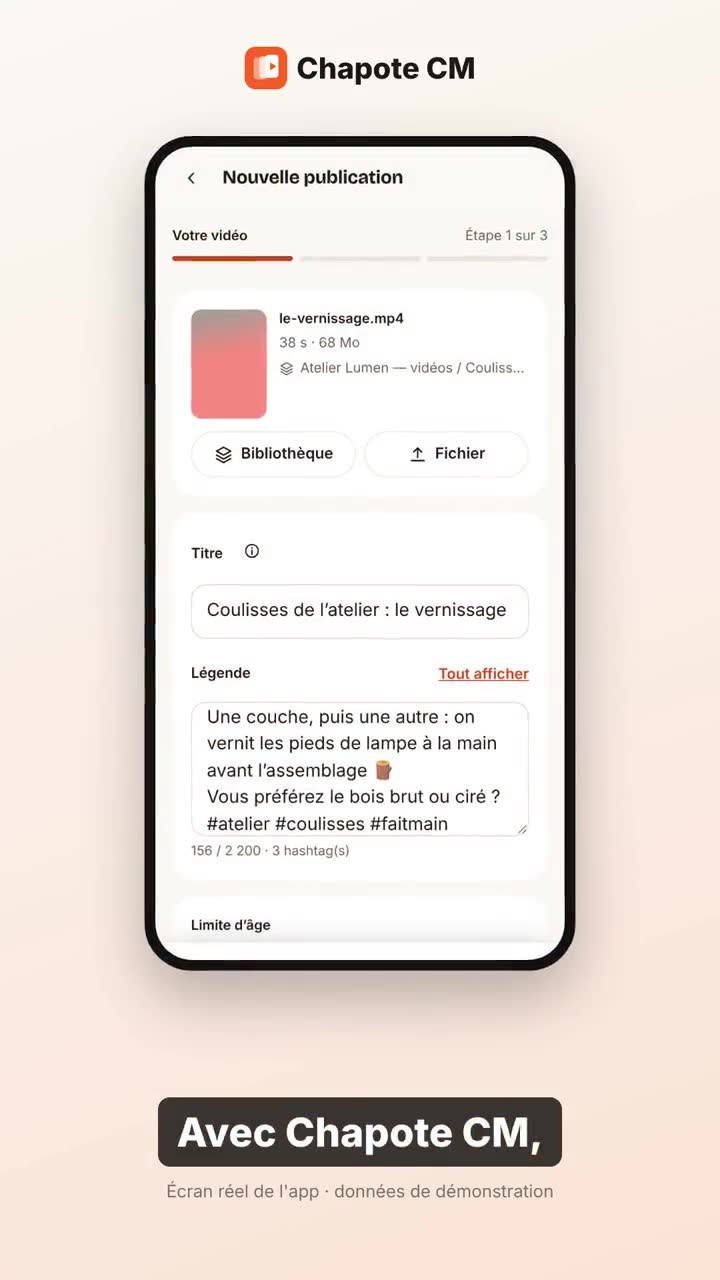 Chapote CM
Nouvelle publication
Votre vidéo
Étape 1 sur 3
le-vernissage.mp4
38 s · 68 Mo
Atelier Lumen — vidéos / Couliss...
Bibliothèque
Fichier
Titre
Coulisses de l’atelier : le vernissage
Légende
Tout afficher
Une couche, puis une autre : on
vernit les pieds de lampe à la main
avant l’assemblage 🪵
Vous préférez le bois brut ou ciré ?
#atelier #coulisses #faitmain
156 / 2 200 · 3 hashtag(s)
Limite d’âge
Avec Chapote CM,
Écran réel de l'app · données de démonstration